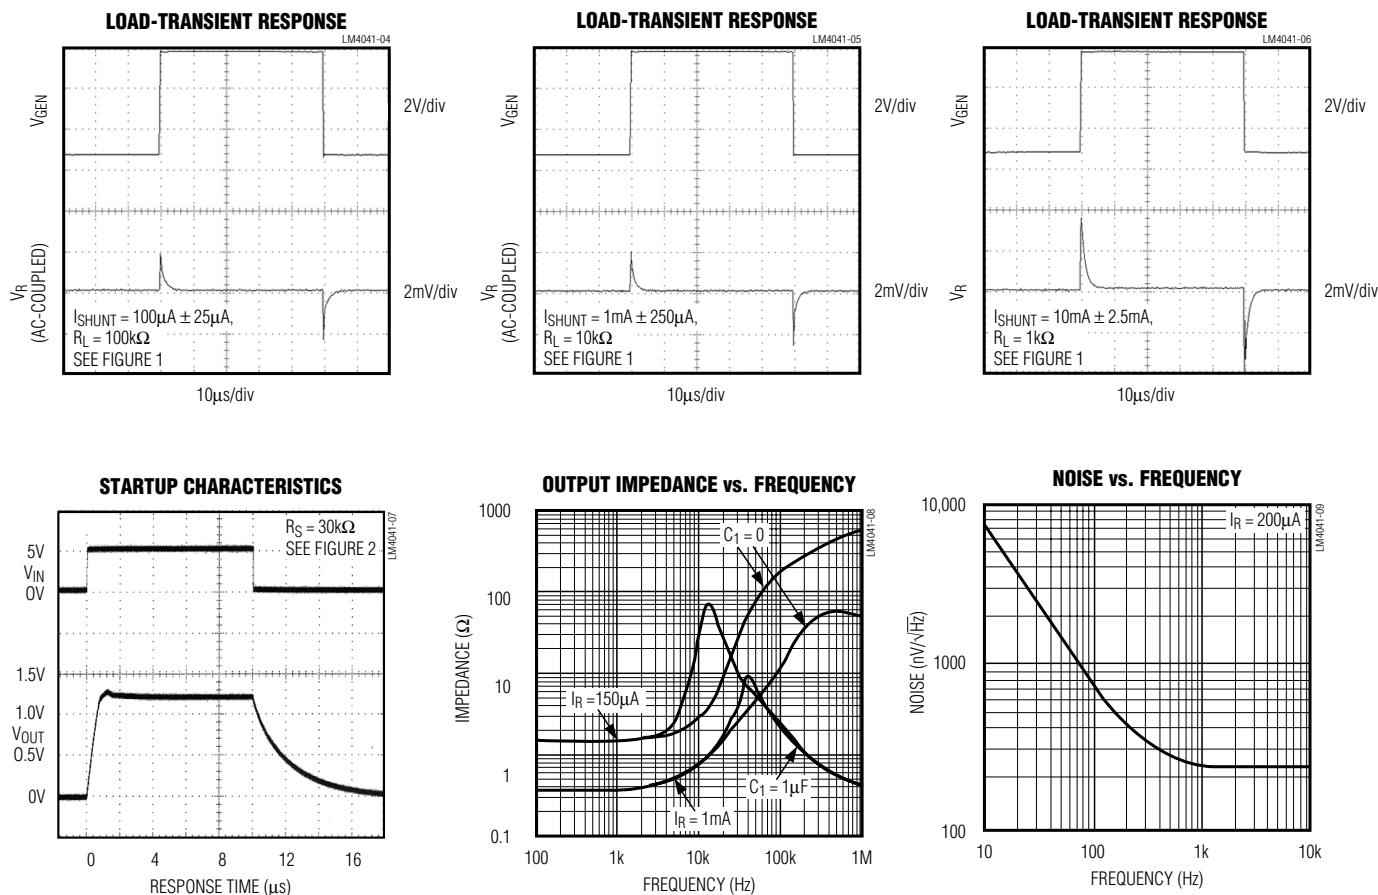 LOAD-TRANSIENT RESPONSE
LM4041-04
VGEN
2V/div
VR
(AC-COUPLED)
2mV/div
ISHUNT = 100µA ± 25µA,
RL = 100kΩ
SEE FIGURE 1
10µs/div
LOAD-TRANSIENT RESPONSE
LM4041-05
VGEN
2V/div
VR
(AC-COUPLED)
2mV/div
ISHUNT = 1mA ± 250µA,
RL = 10kΩ
SEE FIGURE 1
10µs/div
LOAD-TRANSIENT RESPONSE
LM4041-06
VGEN
2V/div
VR
2mV/div
ISHUNT = 10mA ± 2.5mA,
RL = 1kΩ
SEE FIGURE 1
10µs/div
STARTUP CHARACTERISTICS
LM4041-07
RS = 30kΩ
SEE FIGURE 2
5V
VIN
0V
1.5V
1.0V
VOUT
0.5V
0V
0 4 8 12 16
RESPONSE TIME (µs)
OUTPUT IMPEDANCE vs. FREQUENCY
LM4041-08
1000
C1 = 0
100
IMPEDANCE (Ω)
10
IR = 150µA
1
C1 = 1µF
IR = 1mA
0.1
100 1k 10k 100k 1M
FREQUENCY (Hz)
NOISE vs. FREQUENCY
LM4041-09
10,000
IR = 200µA
NOISE (nV/√Hz)
1000
100
10 100 1k 10k
FREQUENCY (Hz)